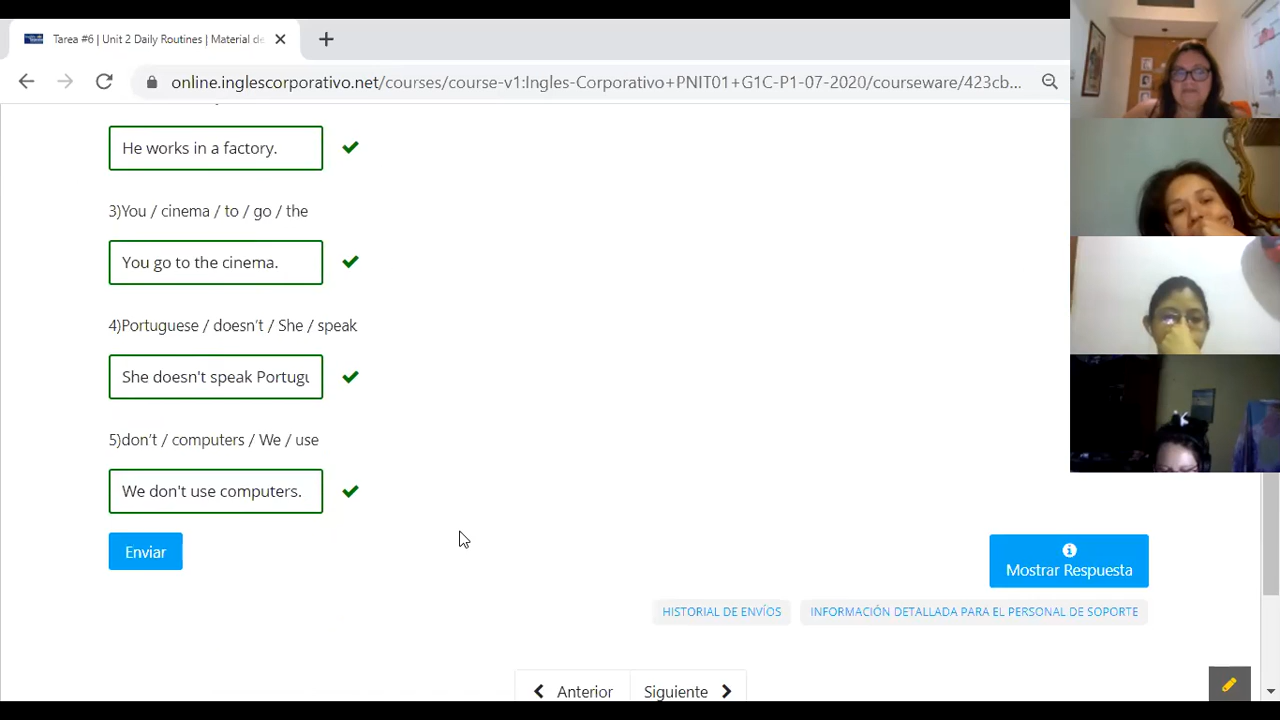 Tarea #6 | Unit 2 Daily Routines | Material de
online.inglescorporativo.net/courses/course-v1:Ingles-Corporativo+PNIT01+G1C-P1-07-2020/courseware/423cb...
He works in a factory.
3)You / cinema / to / go / the
You go to the cinema.
4)Portuguese / doesn't / She / speak
She doesn't speak Portugu
5)don't / computers / We / use
We don't use computers.
Enviar
Mostrar Respuesta
HISTORIAL DE ENVÍOS
INFORMACIÓN DETALLADA PARA EL PERSONAL DE SOPORTE
Anterior
Siguiente